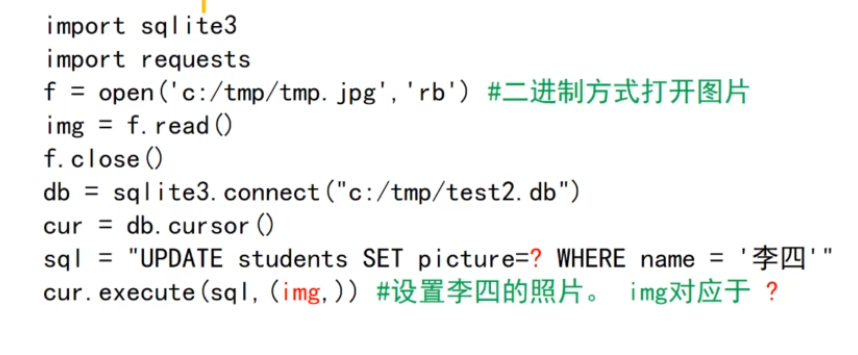 import sqlite3
import requests
f = open('c:/tmp/tmp.jpg','rb') #二进制方式打开图片
img = f.read()
f.close()
db = sqlite3.connect("c:/tmp/test2.db")
cur = db.cursor()
sql = "UPDATE students SET picture=? WHERE name = '李四'"
cur.execute(sql,(img,)) #设置李四的照片。 img对应于 ?